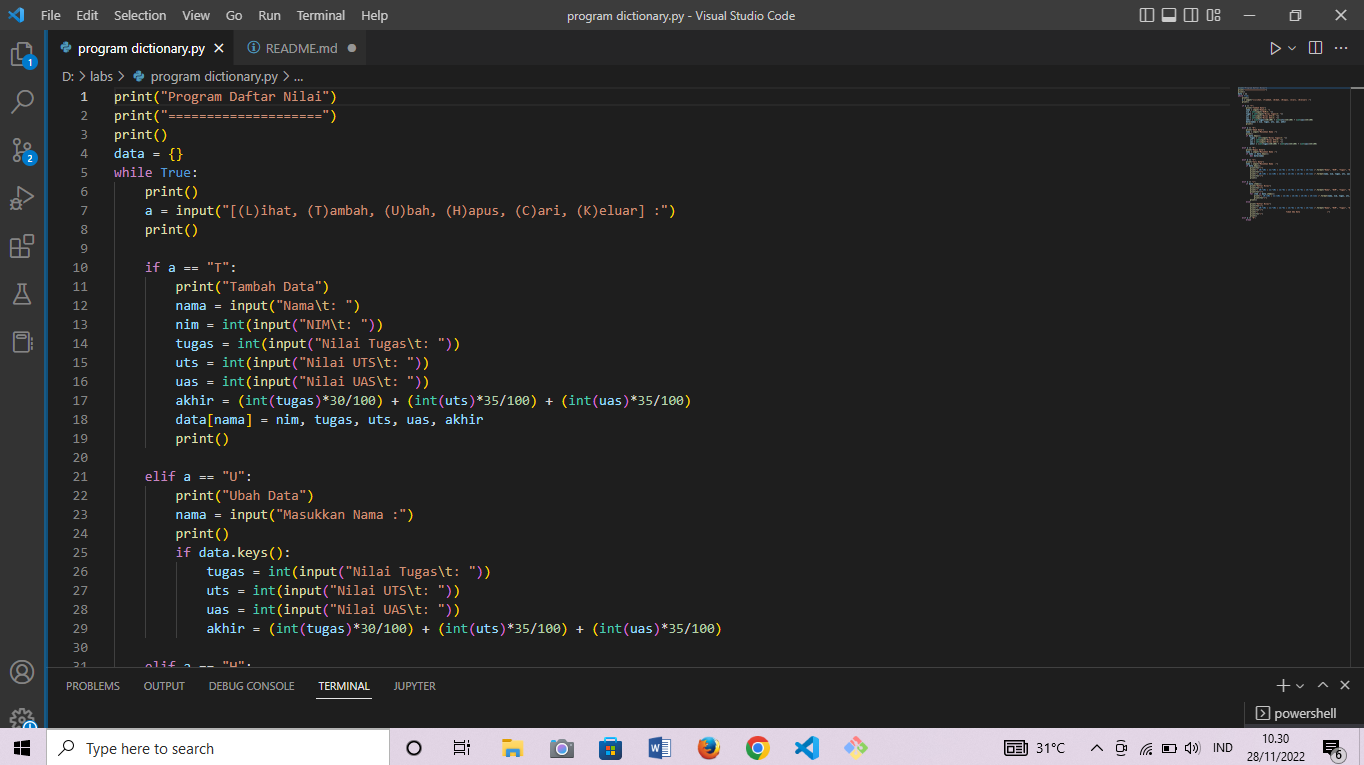 File Edit Selection View Go Run Terminal Help
program dictionary.py - Visual Studio Code
program dictionary.py
README.md
D: > labs > program dictionary.py > ...
1 print("Program Daftar Nilai")
2 print("====================")
3 print()
4 data = {}
5 while True:
6 print()
7 a = input("[(L)ihat, (T)ambah, (U)bah, (H)apus, (C)ari, (K)eluar] :")
8 print()
9
10 if a == "T":
11 print("Tambah Data")
12 nama = input("Nama\t: ")
13 nim = int(input("NIM\t: "))
14 tugas = int(input("Nilai Tugas\t: "))
15 uts = int(input("Nilai UTS\t: "))
16 uas = int(input("Nilai UAS\t: "))
17 akhir = (int(tugas)*30/100) + (int(uts)*35/100) + (int(uas)*35/100)
18 data[nama] = nim, tugas, uts, uas, akhir
19 print()
20
21 elif a == "U":
22 print("Ubah Data")
23 nama = input("Masukkan Nama :")
24 print()
25 if data.keys():
26 tugas = int(input("Nilai Tugas\t: "))
27 uts = int(input("Nilai UTS\t: "))
28 uas = int(input("Nilai UAS\t: "))
29 akhir = (int(tugas)*30/100) + (int(uts)*35/100) + (int(uas)*35/100)
30
31 elif a == "H":
PROBLEMS OUTPUT DEBUG CONSOLE TERMINAL JUPYTER
powershell
1
2
1
Type here to search
31°C
IND
10.30
28/11/2022
6